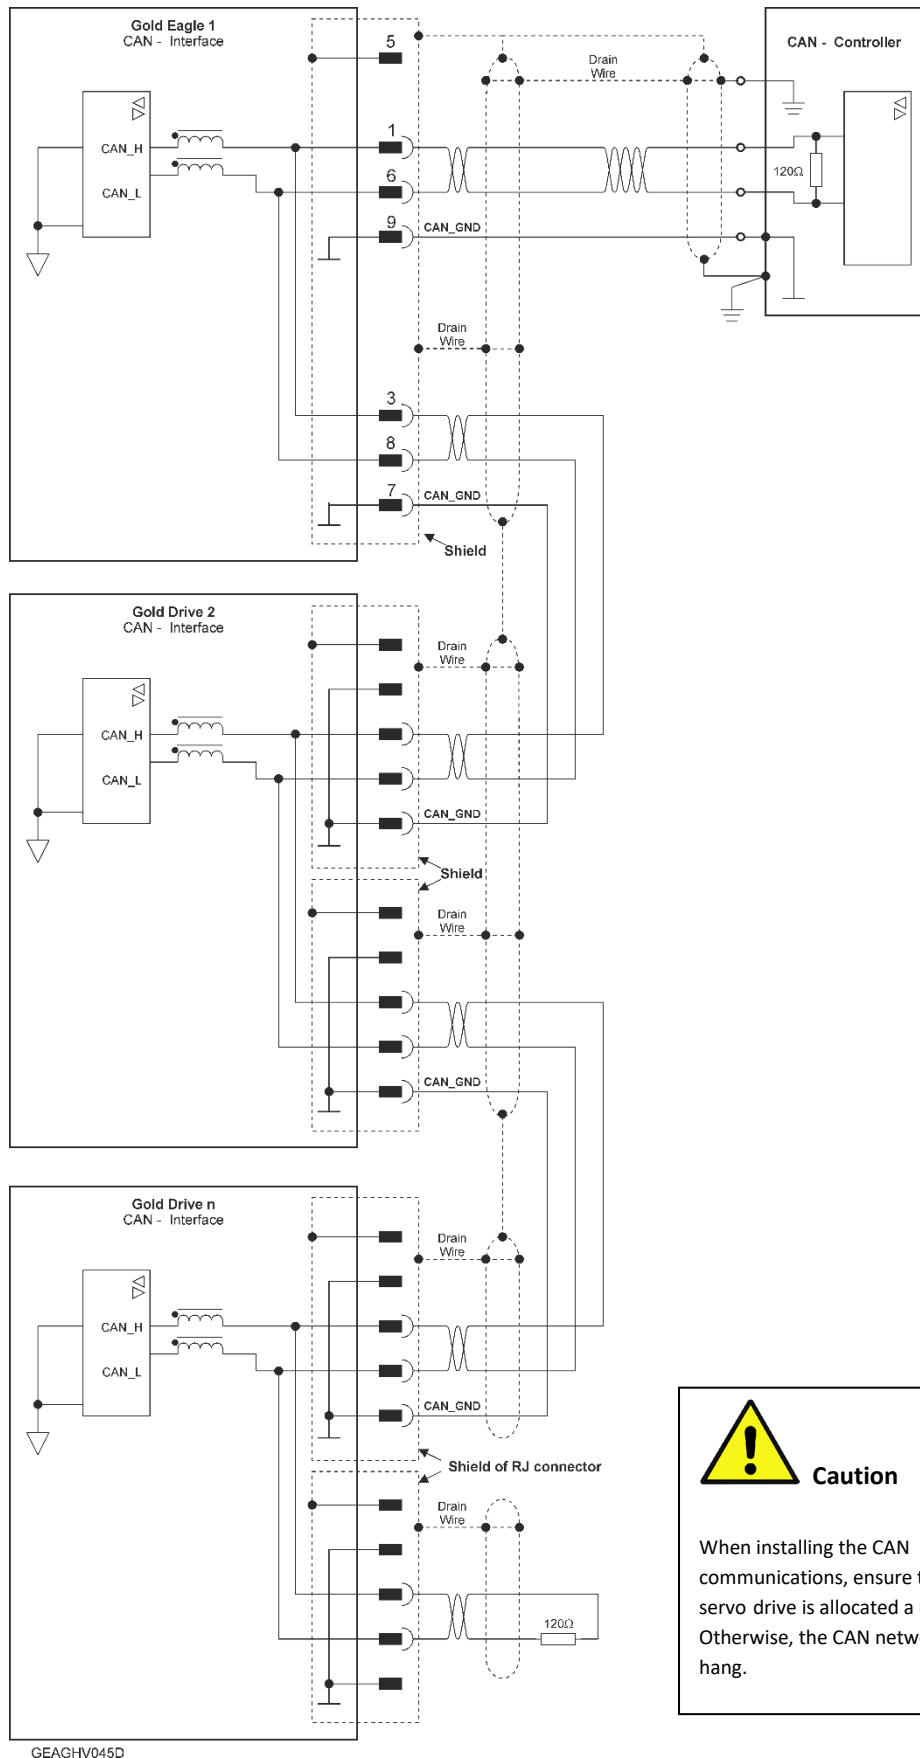 Gold Eagle 1
CAN - Interface
CAN_H
CAN_L
5
1
6
9
CAN_GND
Drain
Wire
CAN - Controller
120Ω
Drain
Wire
3
8
7
CAN_GND
Shield
Gold Drive 2
CAN - Interface
CAN_H
CAN_L
Drain
Wire
CAN_GND
Shield
Drain
Wire
CAN_GND
Gold Drive n
CAN - Interface
CAN_H
CAN_L
Drain
Wire
CAN_GND
Shield of RJ connector
Drain
Wire
120Ω
GEAGHV045D
Caution
When installing the CAN
communications, ensure
servo drive is allocated a
Otherwise, the CAN
hang.